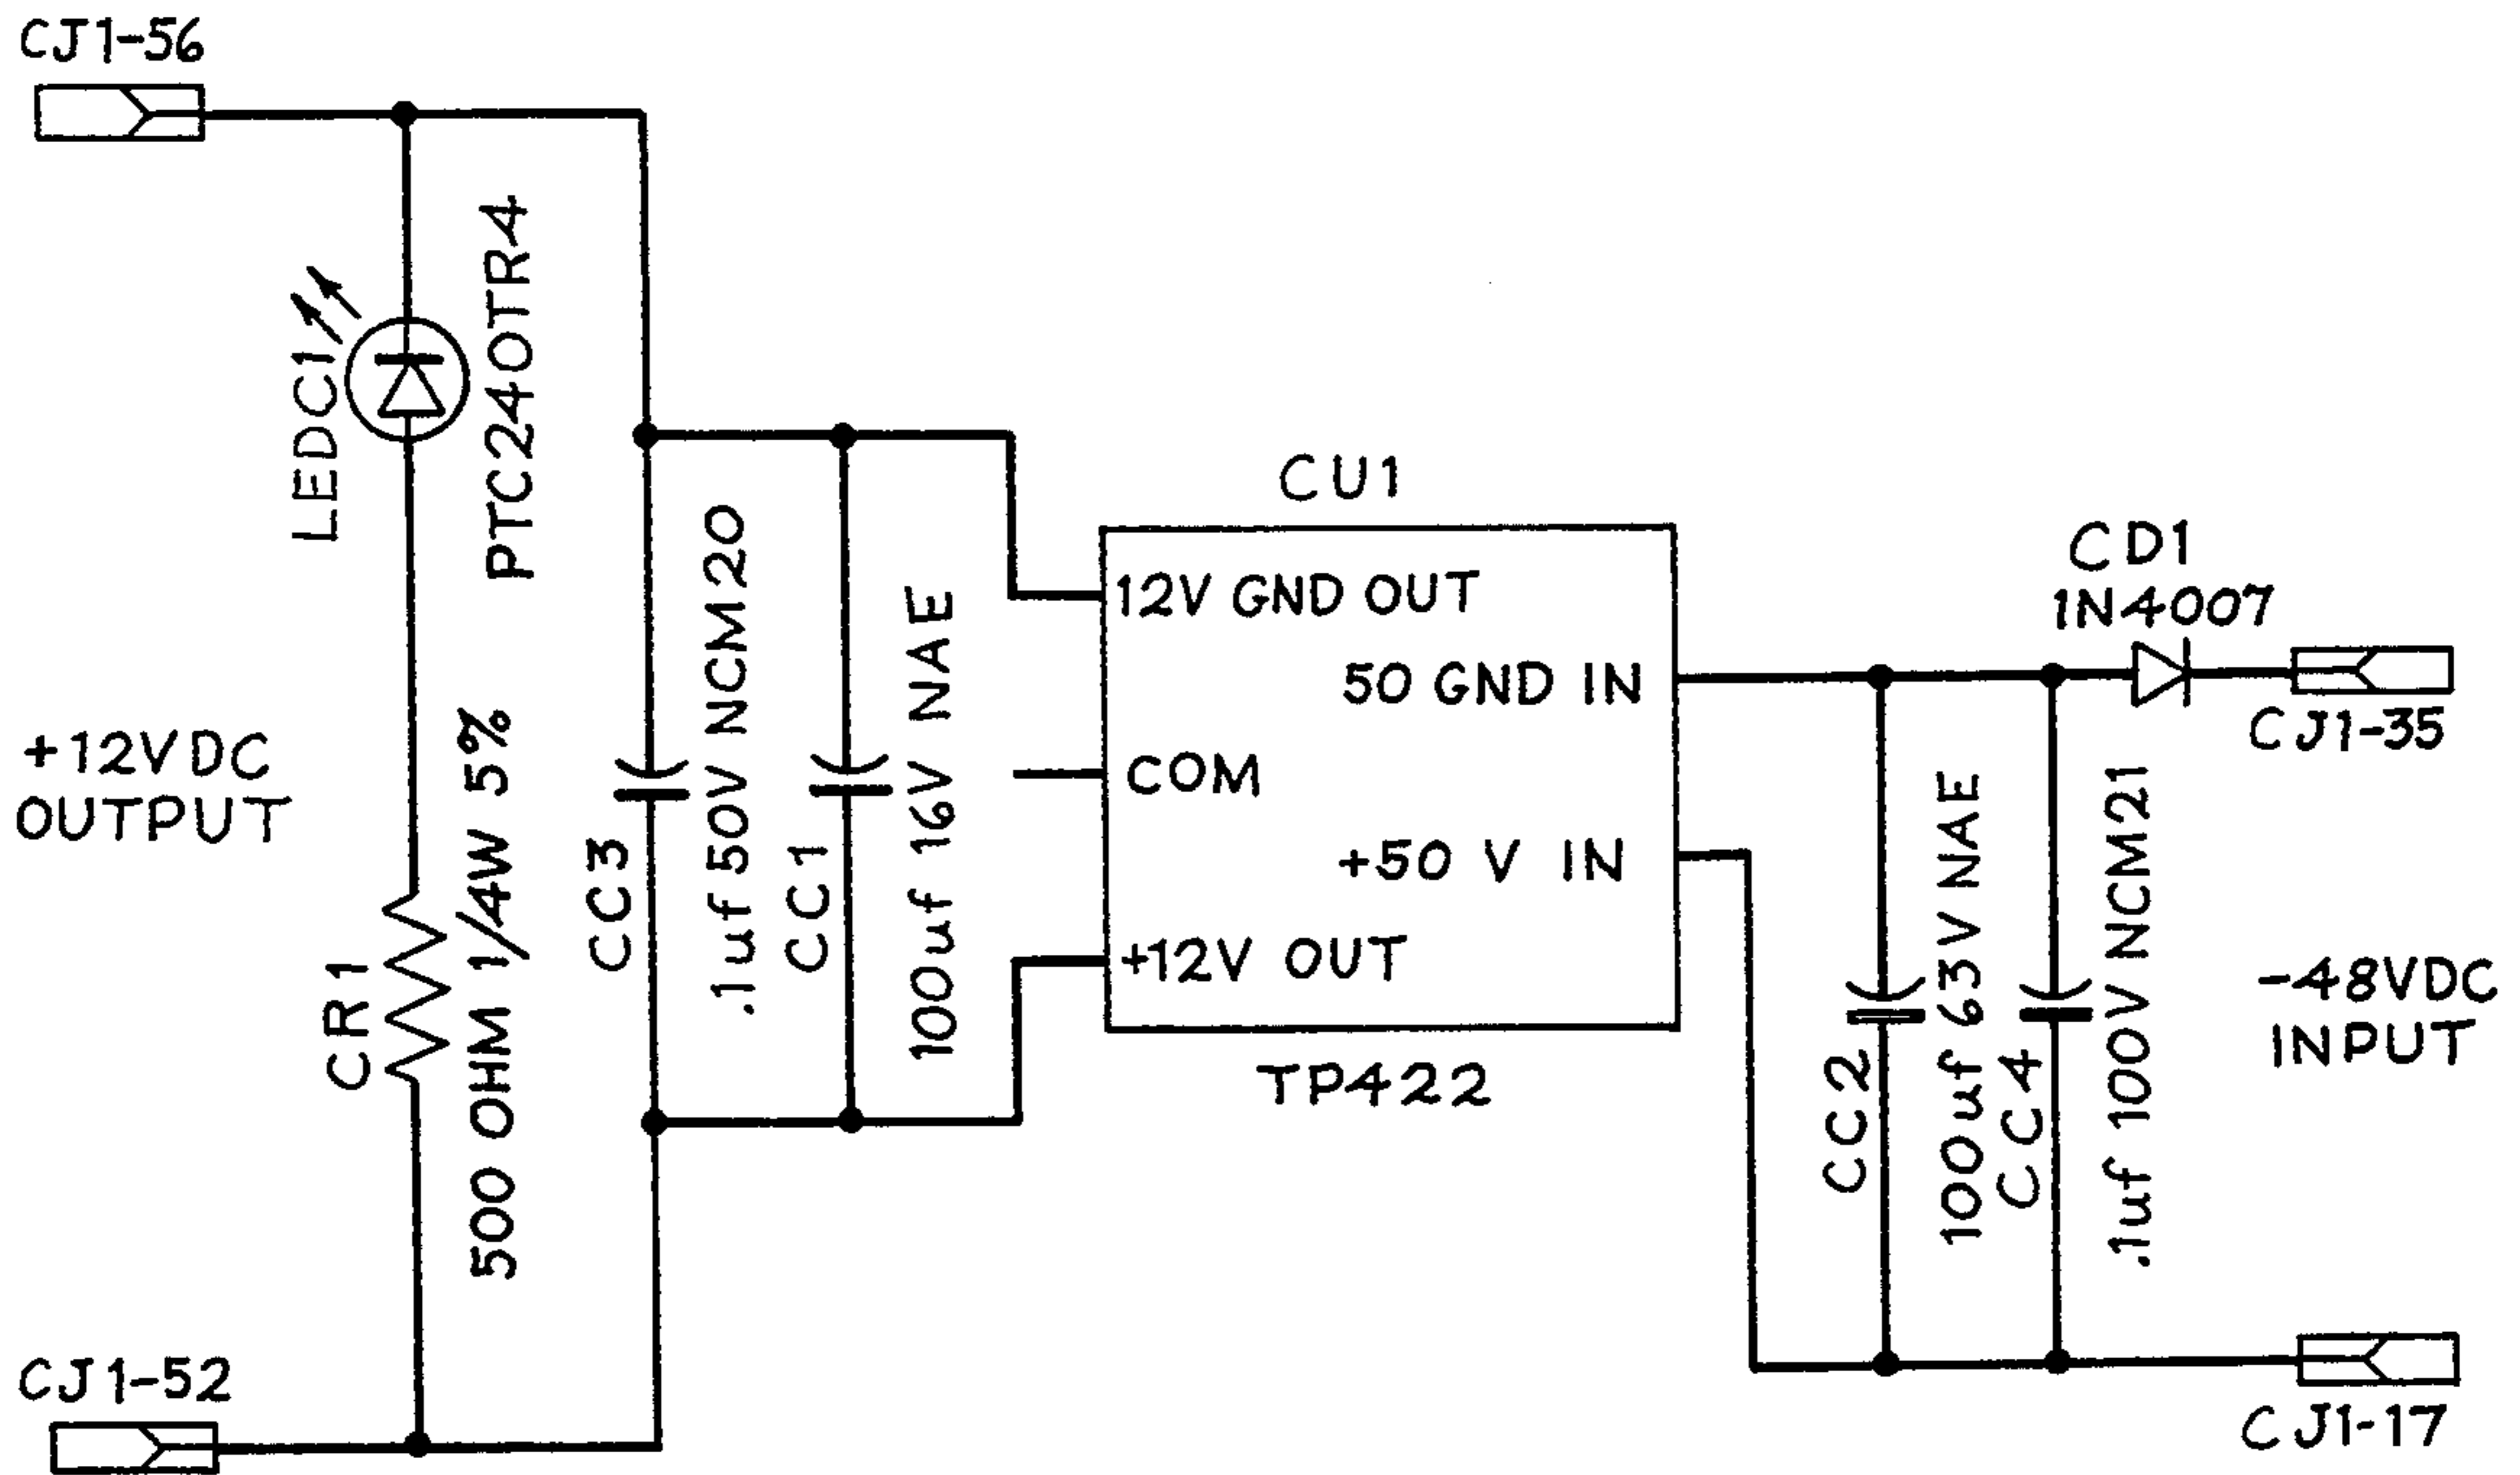 CJ1-56
LEDC1
PTC240TR4
+12VDC
OUTPUT
CR1
500 OHM 1/4W 5%
CC3
.1uf 50V NCM20
CC1
100uf 16V NAE
CJ1-52
CU1
12V GND OUT
50 GND IN
COM
+50 V IN
+12V OUT
TP422
CD1
1N4007
CJ1-35
CC2
100uf 63V NAE
CC4
.1uf 100V NCM21
-48VDC
INPUT
CJ1-17